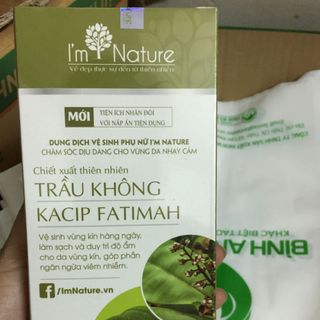 I'm Nature
Vẻ đẹp thực sự đến từ thiên nhiên
MỚI
TIỆN ÍCH NHÂN ĐÔI
VỚI NẮP ẤN TIỆN DỤNG
DUNG DỊCH VỆ SINH PHỤ NỮ I'M NATURE
CHĂM SÓC DỊU DÀNG CHO VÙNG DA NHẠY CẢM
Chiết xuất thiên nhiên
TRẦU KHÔNG
KACIP FATIMAH
Vệ sinh vùng kín hàng ngày,
làm sạch và duy trì độ ẩm
cho da vùng kín, góp phần
ngăn ngừa viêm nhiễm.
f /ImNature.vn
BÌNH AN
KHÁC BIỆT TẠO